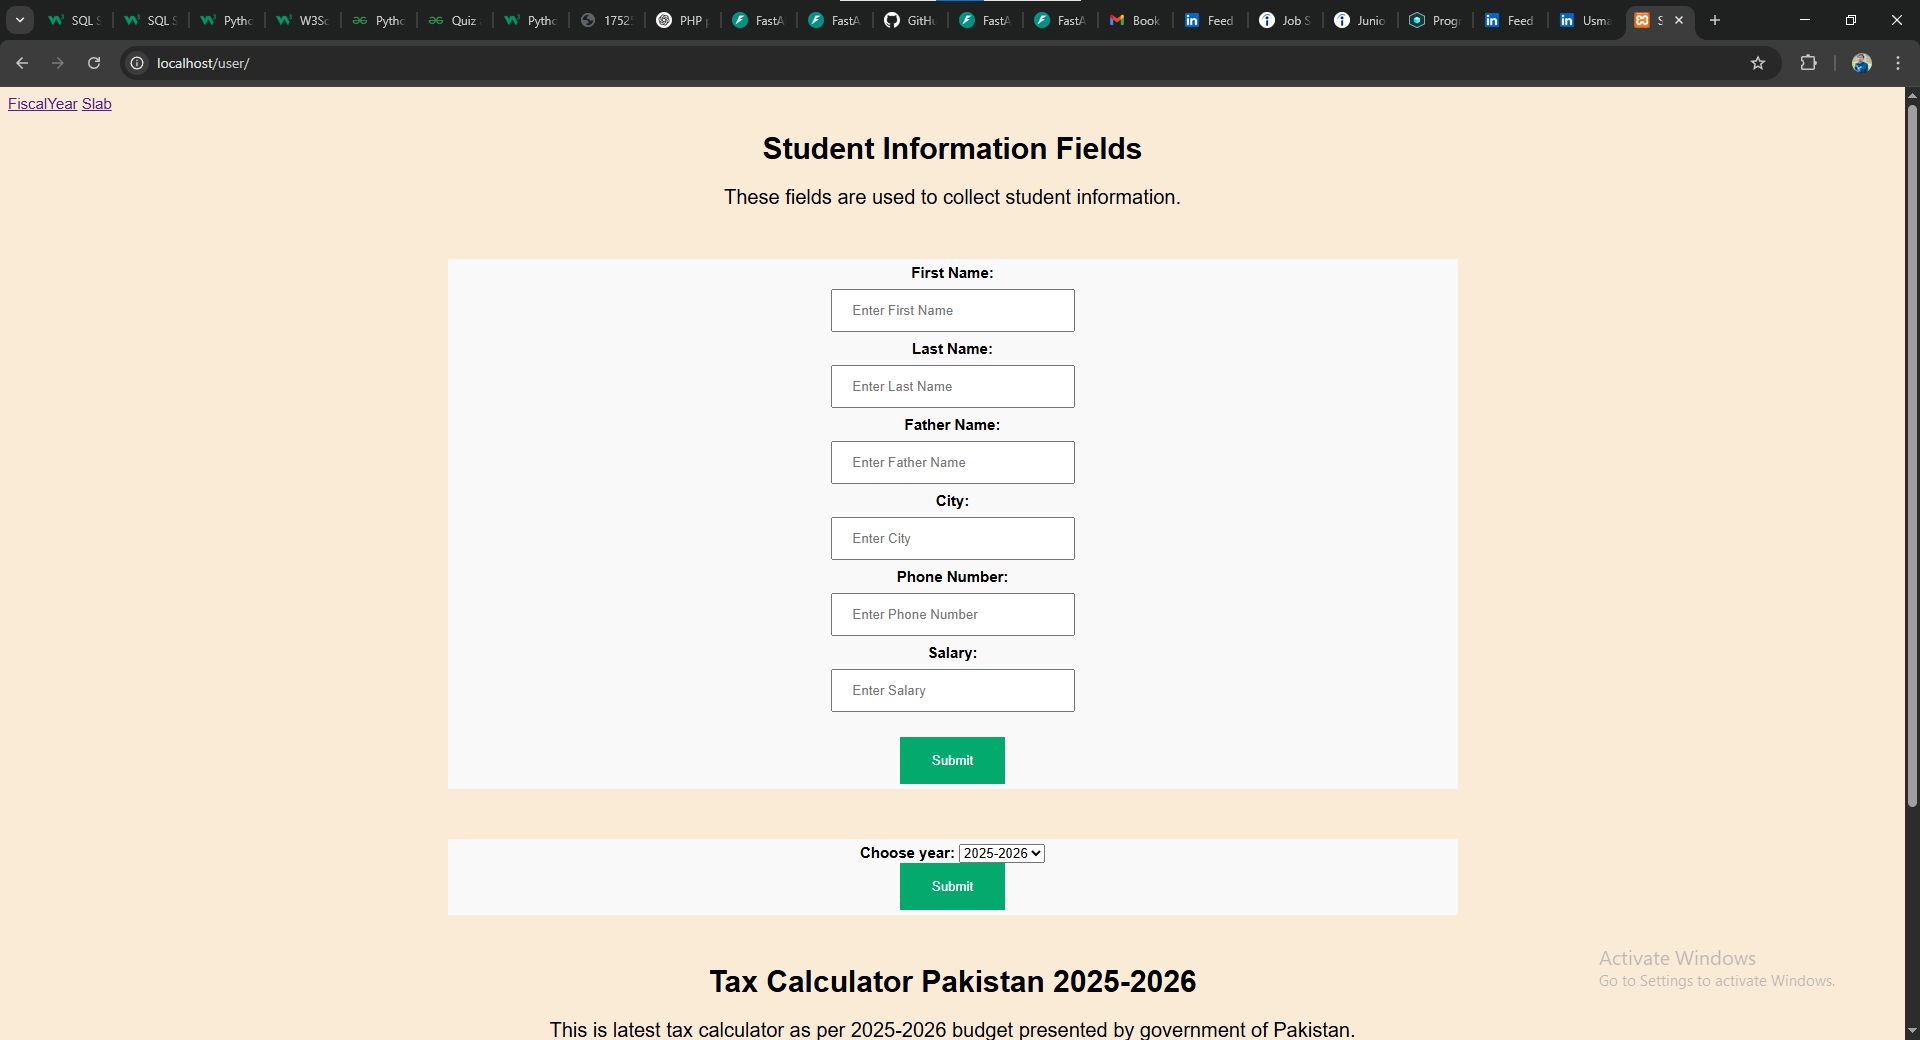 SQL S
SQL S
Pytho
W3Sc
Pytho
Quiz
Pytho
1752
PHP
FastA
FastA
GitHu
FastA
FastA
Book
Feed
Job S
Junio
Prog
Feed
Usma
S
localhost/user/
FiscalYear Slab
Student Information Fields
These fields are used to collect student information.
First Name:
Enter First Name
Last Name:
Enter Last Name
Father Name:
Enter Father Name
City:
Enter City
Phone Number:
Enter Phone Number
Salary:
Enter Salary
Submit
Choose year: 2025-2026
Submit
Tax Calculator Pakistan 2025-2026
This is latest tax calculator as per 2025-2026 budget presented by government of Pakistan.
Activate Windows
Go to Settings to activate Windows.